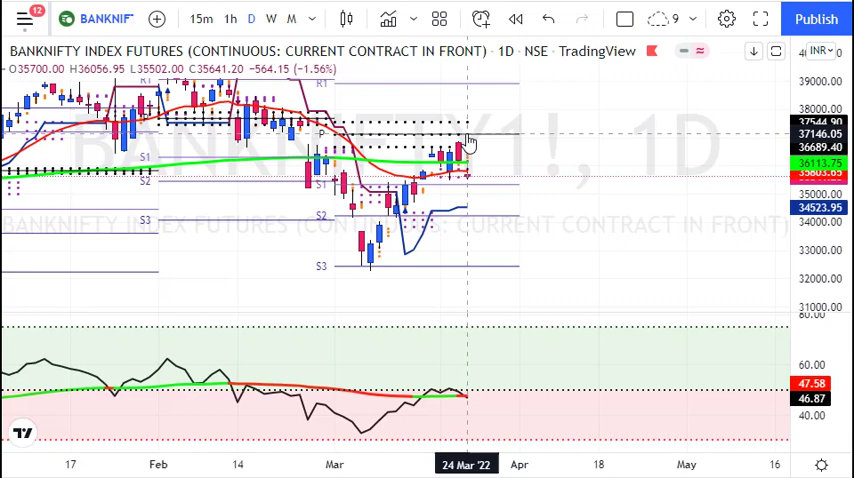 12
BANKNIF
15m 1h D W M
9
Publish
BANKNIFTY INDEX FUTURES (CONTINUOUS: CURRENT CONTRACT IN FRONT) · 1D · NSE · TradingView
INR
O35700.00 H36056.95 L35502.00 C35641.20 −564.15 (−1.56%)
BANKNIFTY1!, 1D
BANKNIFTY INDEX FUTURES (CONTINUOUS: CURRENT CONTRACT IN FRONT)
R1
R1
P
S1
S1
S2
S2
S3
S3
39000.00
38000.00
37544.90
37146.05
36689.40
36113.75
35000.00
34523.95
34000.00
33000.00
32000.00
31000.00
80.00
60.00
47.58
46.87
40.00
17 Feb 14 Mar 24 Mar '22 Apr 18 May 16